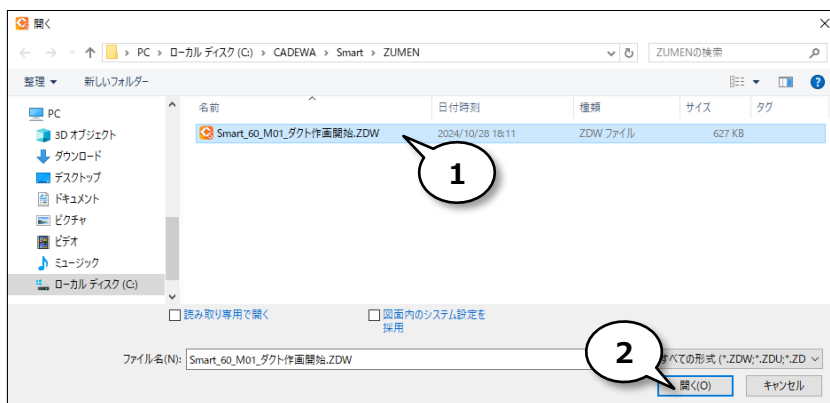 開く
PC > ローカル ディスク (C:) > CADEWA > Smart > ZUMEN
ZUMENの検索
整理 新しいフォルダー
名前 日付時刻 種類 サイズ タグ
Smart_60_M01_ダクト作画開始.ZDW 2024/10/28 18:11 ZDW ファイル 627 KB
1
PC
3D オブジェクト
ダウンロード
デスクトップ
ドキュメント
ピクチャ
ビデオ
ミュージック
ローカル ディスク (C:)
読み取り専用で開く
図面内のシステム設定を
採用
ファイル名(N): Smart_60_M01_ダクト作画開始.ZDW
2
すべての形式 (*.ZDW;*.ZDU;*.ZD
開く(O) キャンセル